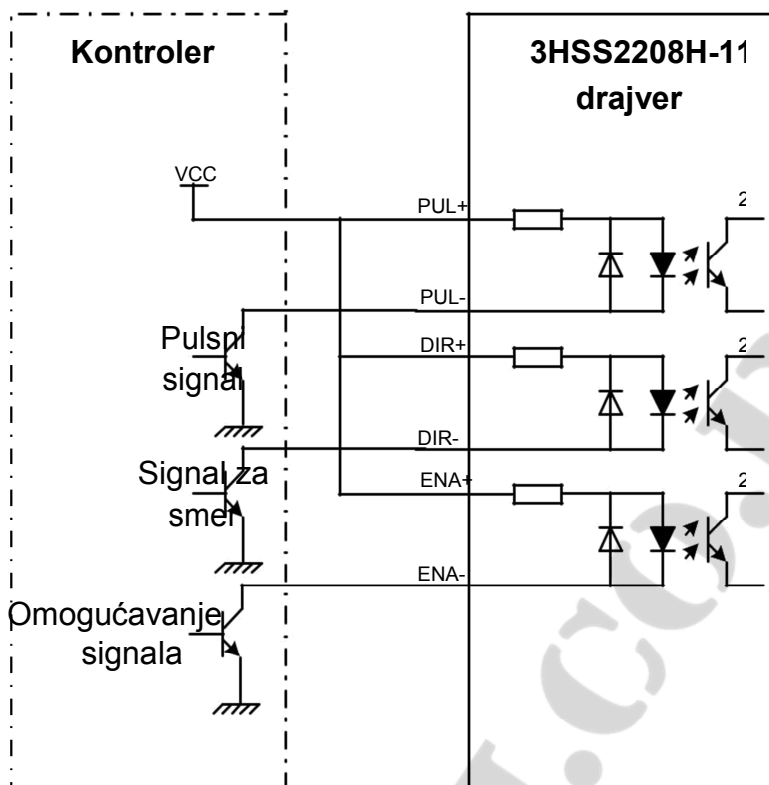 Kontroler
3HSS2208H-11
drajver
VCC
PUL+
PUL-
Pulsni
signal
DIR+
DIR-
Signal za
smer
ENA+
ENA-
Omogućavanje
signala